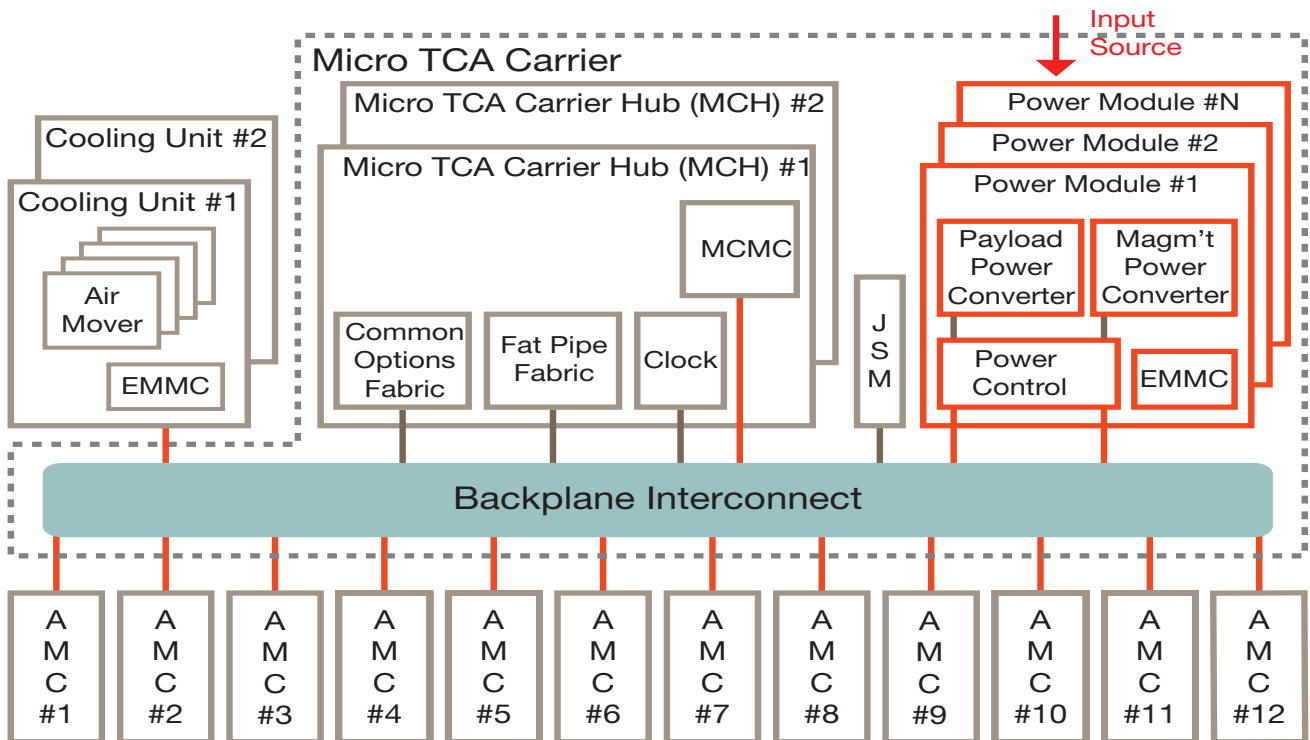 Input
Source
Micro TCA Carrier
Micro TCA Carrier Hub (MCH) #2
Micro TCA Carrier Hub (MCH) #1
MCMC
Common
Options
Fabric
Fat Pipe
Fabric
Clock
Cooling Unit #2
Cooling Unit #1
Air
Mover
EMMC
J
S
M
Power Module #N
Power Module #2
Power Module #1
Payload
Power
Converter
Magm't
Power
Converter
Power
Control
EMMC
Backplane Interconnect
A
M
C
#1
A
M
C
#2
A
M
C
#3
A
M
C
#4
A
M
C
#5
A
M
C
#6
A
M
C
#7
A
M
C
#8
A
M
C
#9
A
M
C
#10
A
M
C
#11
A
M
C
#12